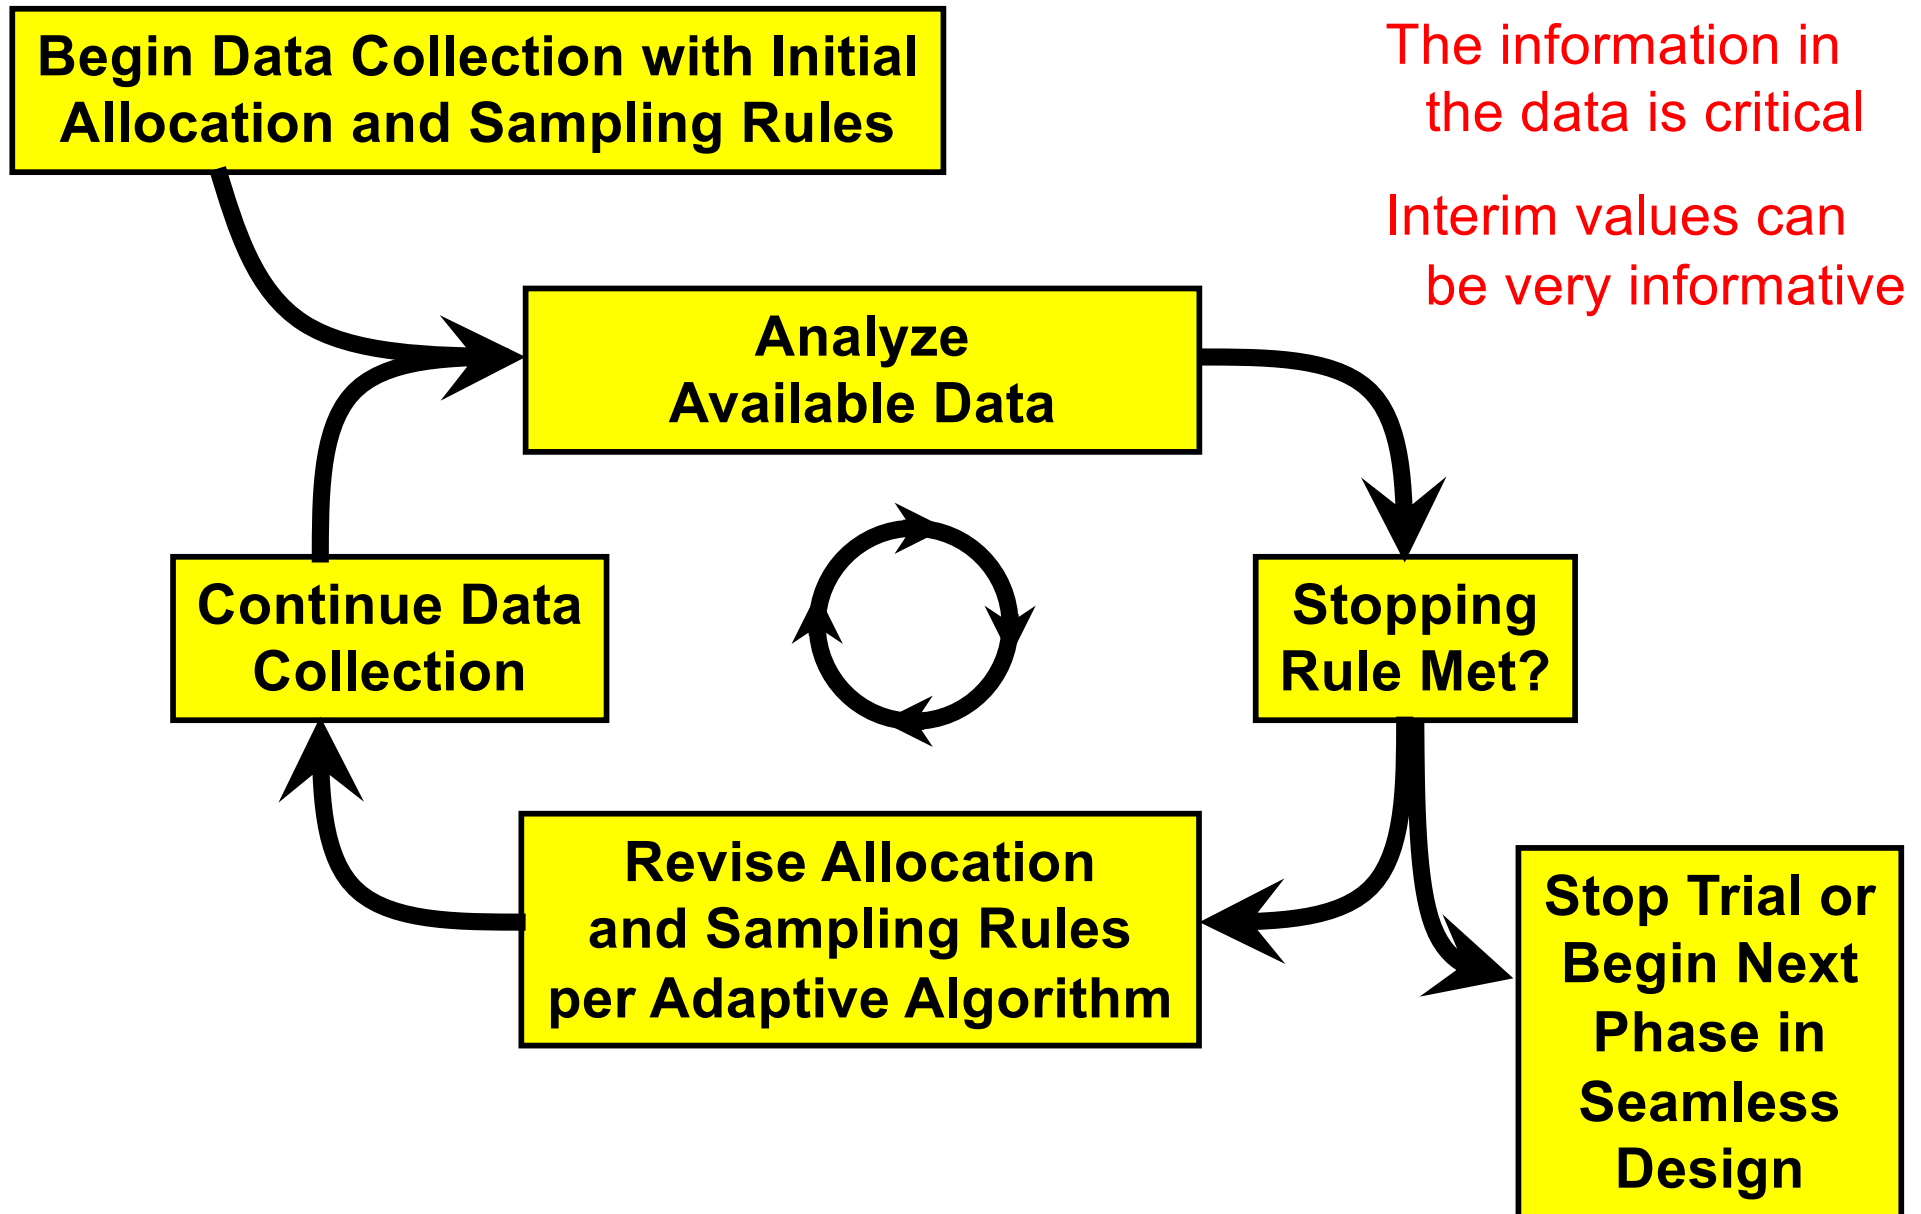 Begin Data Collection with Initial
Allocation and Sampling Rules
The information in
the data is critical
Interim values can
be very informative
Analyze
Available Data
Continue Data
Collection
Stopping
Rule Met?
Revise Allocation
and Sampling Rules
per Adaptive Algorithm
Stop Trial or
Begin Next
Phase in
Seamless
Design